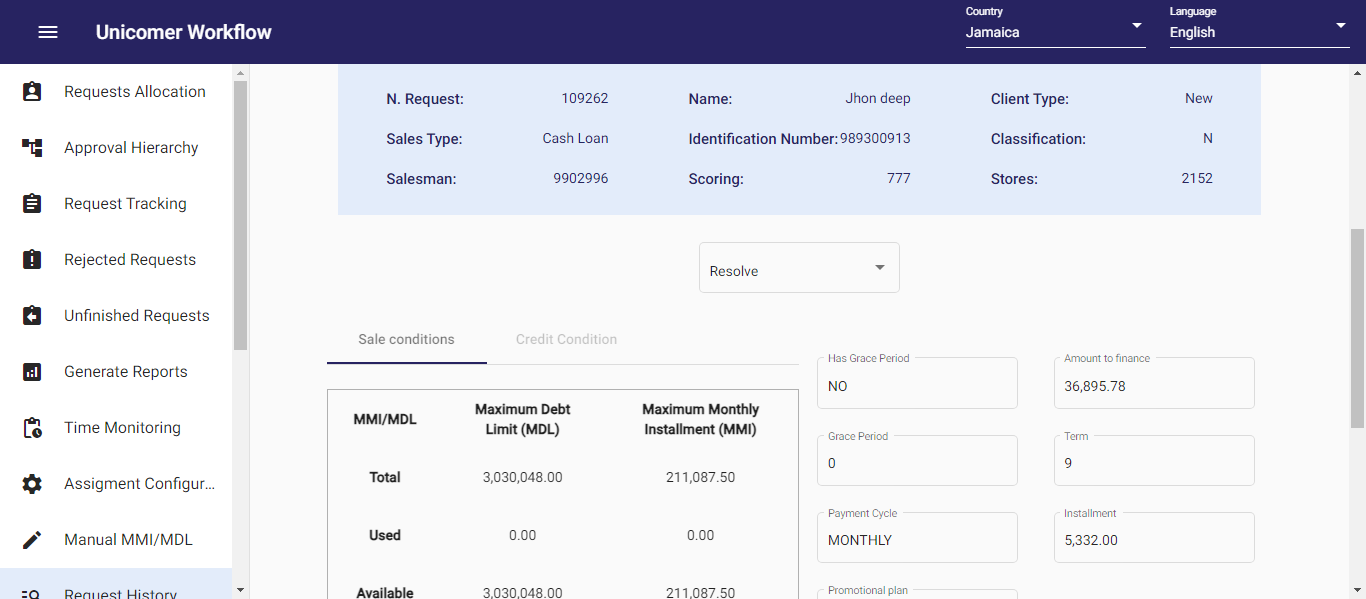 Unicomer Workflow
Country
Jamaica
Language
English
Requests Allocation
Approval Hierarchy
Request Tracking
Rejected Requests
Unfinished Requests
Generate Reports
Time Monitoring
Assigment Configur...
Manual MMI/MDL
Request History
N. Request: 109262
Name: Jhon deep
Client Type: New
Sales Type: Cash Loan
Identification Number: 989300913
Classification: N
Salesman: 9902996
Scoring: 777
Stores: 2152
Resolve
Sale conditions
Credit Condition
MMI/MDL
Maximum Debt
Limit (MDL)
Maximum Monthly
Installment (MMI)
Total 3,030,048.00 211,087.50
Used 0.00 0.00
Available 3,030,048.00 211,087.50
Has Grace Period
NO
Amount to finance
36,895.78
Grace Period
0
Term
9
Payment Cycle
MONTHLY
Installment
5,332.00
Promotional plan